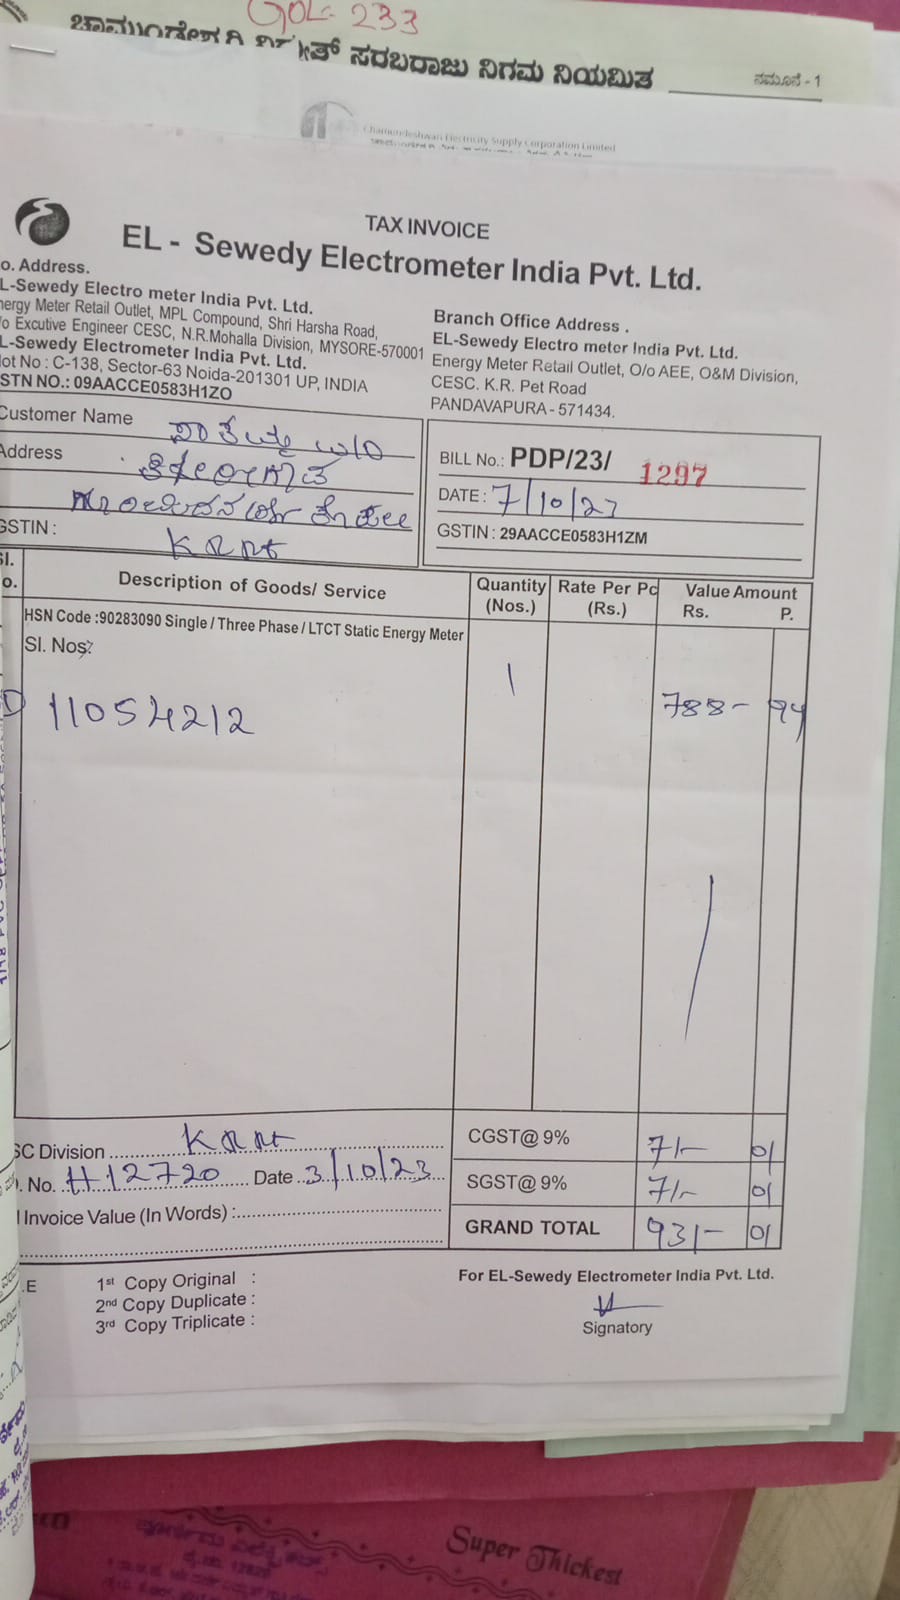 GOL- 233
ಸರಬರಾಜು ನಿಗಮ ನಿಯಮಿತ
ನಮೂನೆ - 1
Chamundeshwari Electricity Supply Corporation Limited
TAX INVOICE
EL - Sewedy Electrometer India Pvt. Ltd.
o. Address.
L-Sewedy Electro meter India Pvt. Ltd.
nergy Meter Retail Outlet, MPL Compound, Shri Harsha Road,
/o Excutive Engineer CESC, N.R.Mohalla Division, MYSORE-570001
L-Sewedy Electrometer India Pvt. Ltd.
lot No : C-138, Sector-63 Noida-201301 UP, INDIA
STN NO.: 09AACCE0583H1ZO
Branch Office Address .
EL-Sewedy Electro meter India Pvt. Ltd.
Energy Meter Retail Outlet, O/o AEE, O&M Division,
CESC. K.R. Pet Road
PANDAVAPURA - 571434.
Customer Name
Address
GSTIN :
BILL No.: PDP/23/ 1297
DATE : 7/10/23
GSTIN : 29AACCE0583H1ZM
Sl.
o.
Description of Goods/ Service
Quantity
(Nos.)
Rate Per Pc
(Rs.)
Value Amount
Rs. P.
HSN Code :90283090 Single / Three Phase / LTCT Static Energy Meter
Sl. Nos:
11054212 1 788- 94
SC Division
. No. Date 3/10/23
l Invoice Value (In Words) :
CGST@ 9% 71- 01
SGST@ 9% 71- 01
GRAND TOTAL 931- 01
.E
1st Copy Original :
2nd Copy Duplicate :
3rd Copy Triplicate :
For EL-Sewedy Electrometer India Pvt. Ltd.
Signatory
Super Thickest